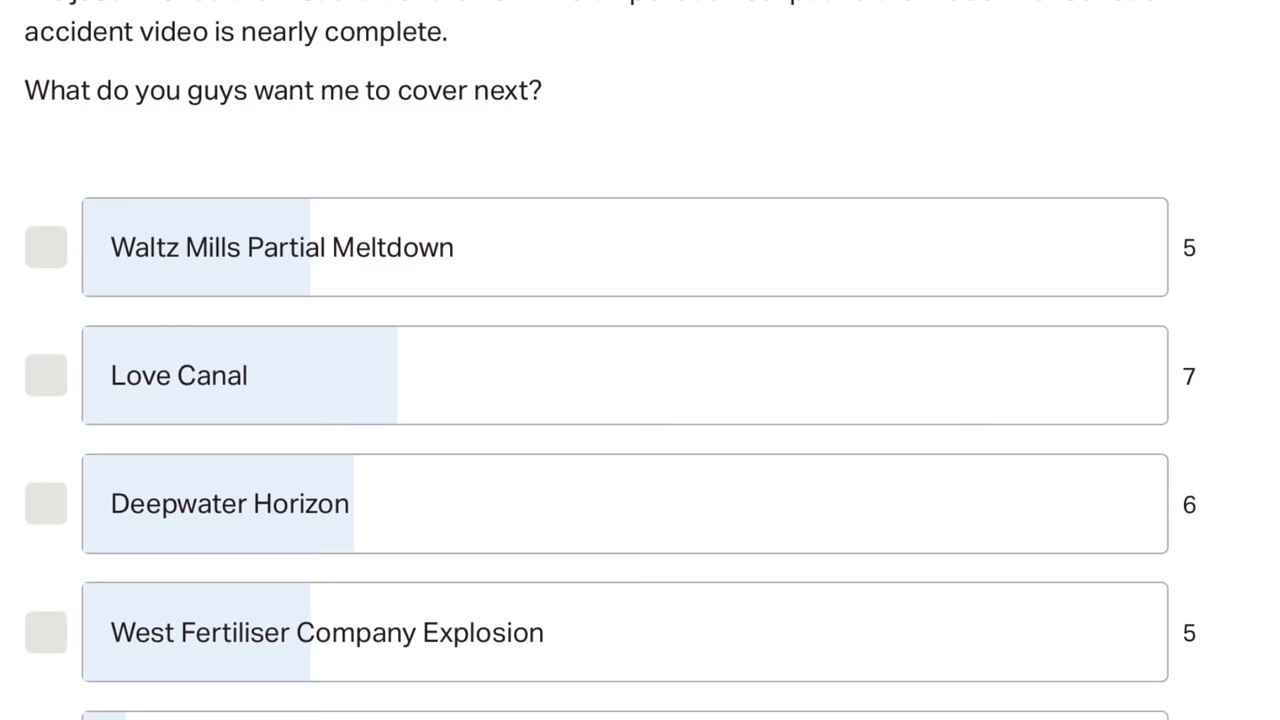 accident video is nearly complete.
What do you guys want me to cover next?
Waltz Mills Partial Meltdown 5
Love Canal 7
Deepwater Horizon 6
West Fertiliser Company Explosion 5